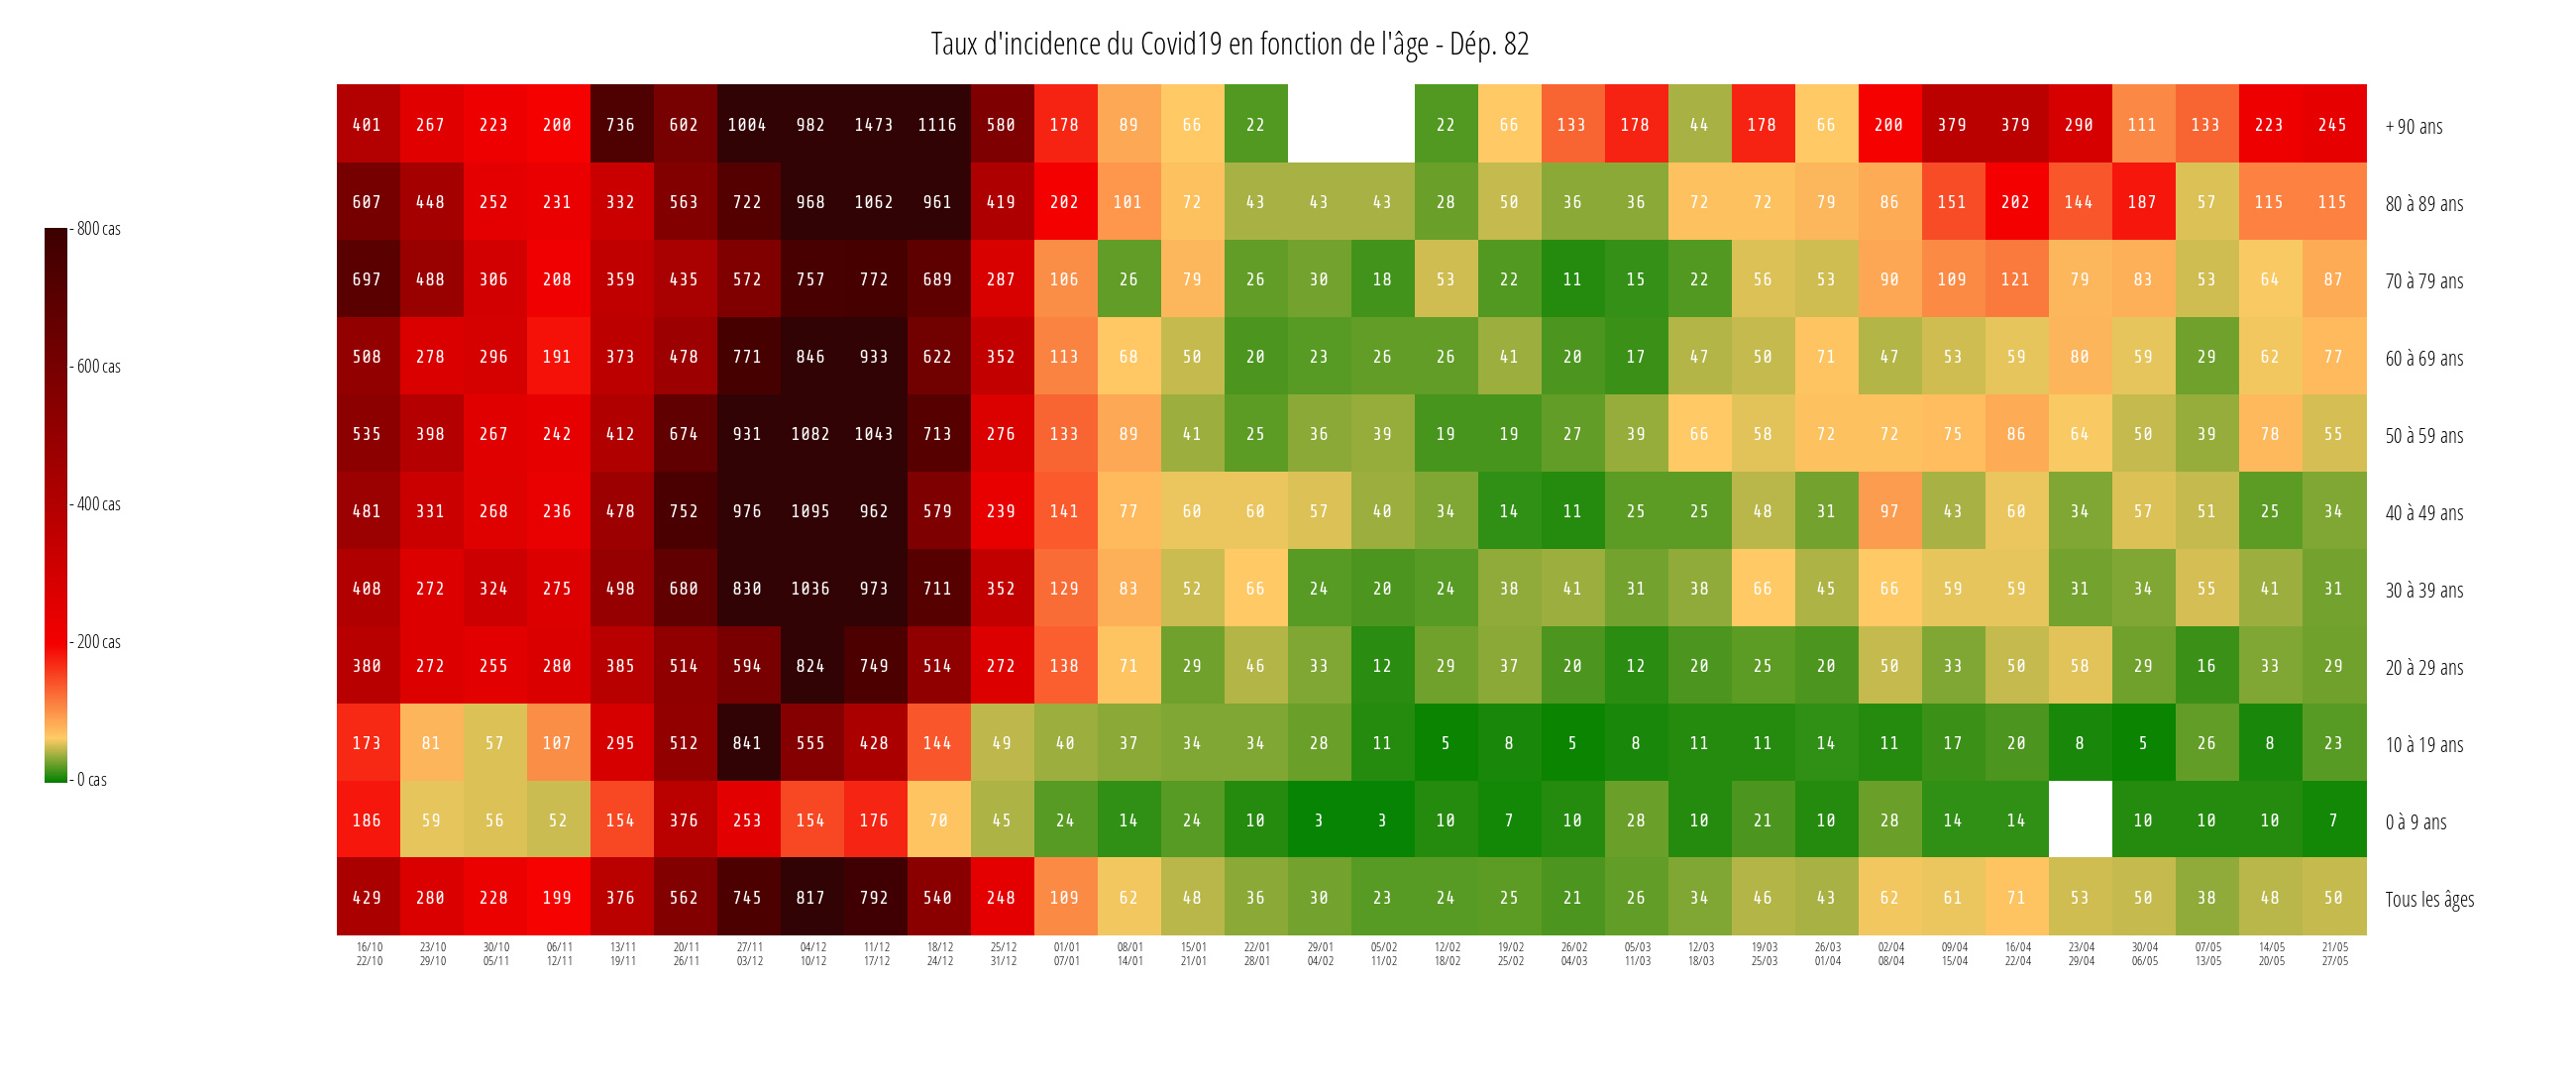 Taux d'incidence du Covid19 en fonction de l'âge - Dép. 82
401 267 223 200 736 602 1004 982 1473 1116 580 178 89 66 22 22 66 133 178 44 178 66 200 379 379 290 111 133 223 245 + 90 ans
607 448 252 231 332 563 722 968 1062 961 419 202 101 72 43 43 43 28 50 36 36 72 72 79 86 151 202 144 187 57 115 115 80 à 89 ans
- 800 cas
697 488 306 208 359 435 572 757 772 689 287 106 26 79 26 30 18 53 22 11 15 22 56 53 90 109 121 79 83 53 64 87 70 à 79 ans
508 278 296 191 373 478 771 846 933 622 352 113 68 50 20 23 26 26 41 20 17 47 50 71 47 53 59 80 59 29 62 77 60 à 69 ans
- 600 cas
535 398 267 242 412 674 931 1082 1043 713 276 133 89 41 25 36 39 19 19 27 39 66 58 72 72 75 86 64 50 39 78 55 50 à 59 ans
- 400 cas
481 331 268 236 478 752 976 1095 962 579 239 141 77 60 60 57 40 34 14 11 25 25 48 31 97 43 60 34 57 51 25 34 40 à 49 ans
408 272 324 275 498 680 830 1036 973 711 352 129 83 52 66 24 20 24 38 41 31 38 66 45 66 59 59 31 34 55 41 31 30 à 39 ans
- 200 cas
380 272 255 280 385 514 594 824 749 514 272 138 71 29 46 33 12 29 37 20 12 20 25 20 50 33 50 58 29 16 33 29 20 à 29 ans
173 81 57 107 295 512 841 555 428 144 49 40 37 34 34 28 11 5 8 5 8 11 11 14 11 17 20 8 5 26 8 23 10 à 19 ans
- 0 cas
186 59 56 52 154 376 253 154 176 70 45 24 14 24 10 3 3 10 7 10 28 10 21 10 28 14 14 10 10 10 7 0 à 9 ans
429 280 228 199 376 562 745 817 792 540 248 109 62 48 36 30 23 24 25 21 26 34 46 43 62 61 71 53 50 38 48 50 Tous les âges
16/10 23/10 30/10 06/11 13/11 20/11 27/11 04/12 11/12 18/12 25/12 01/01 08/01 15/01 22/01 29/01 05/02 12/02 19/02 26/02 05/03 12/03 19/03 26/03 02/04 09/04 16/04 23/04 30/04 07/05 14/05 21/05
22/10 29/10 05/11 12/11 19/11 26/11 03/12 10/12 17/12 24/12 31/12 07/01 14/01 21/01 28/01 04/02 11/02 18/02 25/02 04/03 11/03 18/03 25/03 01/04 08/04 15/04 22/04 29/04 06/05 13/05 20/05 27/05